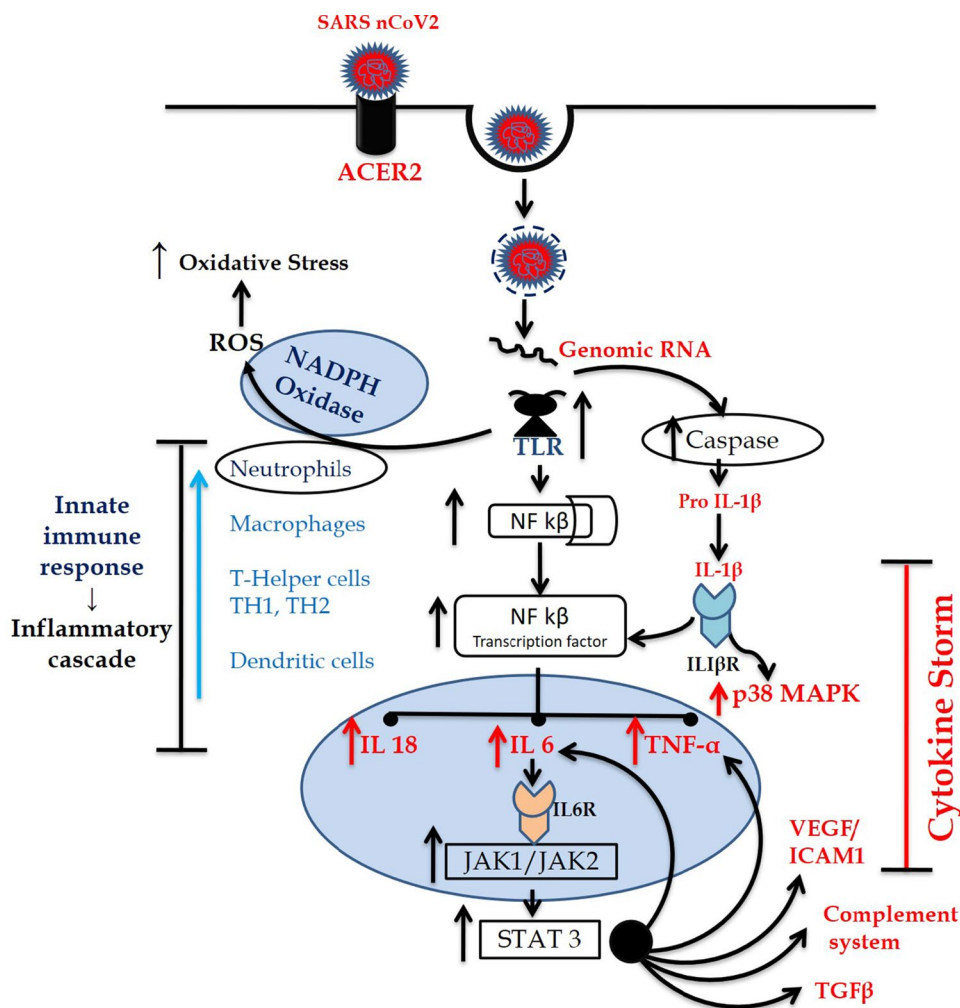 SARS nCoV2
ACER2
↑ Oxidative Stress
ROS
NADPH
Oxidase
Genomic RNA
TLR
Caspase
Neutrophils
Pro IL-1β
Innate
immune
response
↓
Inflammatory
cascade
Macrophages
T-Helper cells
TH1, TH2
Dendritic cells
NF kβ
IL-1β
NF kβ
Transcription factor
ILIβR
p38 MAPK
Cytokine Storm
IL 18
IL 6
TNF-α
IL6R
JAK1/JAK2
STAT 3
VEGF/
ICAM1
Complement
system
TGFβ